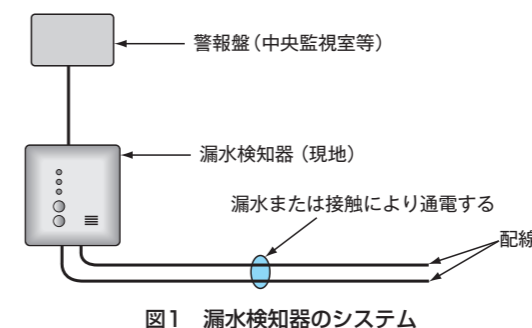 警報盤(中央監視室等)
漏水検知器(現地)
漏水または接触により通電する
配線
図1 漏水検知器のシステム